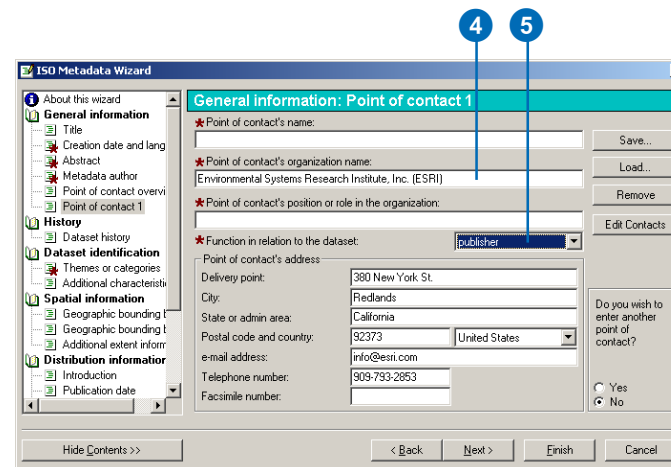 4 5
ISO Metadata Wizard
About this wizard
General information
Title
Creation date and lang
Abstract
Metadata author
Point of contact overvi
Point of contact 1
History
Dataset history
Dataset identification
Themes or categories
Additional characteristi
Spatial information
Geographic bounding b
Geographic bounding b
Additional extent inform
Distribution information
Introduction
Publication date
General information: Point of contact 1
*Point of contact's name:
*Point of contact's organization name:
Environmental Systems Research Institute, Inc. (ESRI)
*Point of contact's position or role in the organization:
*Function in relation to the dataset: publisher
Point of contact's address
Delivery point: 380 New York St.
City: Redlands
State or admin area: California
Postal code and country: 92373 United States
e-mail address: info@esri.com
Telephone number: 909-793-2853
Facsimile number:
Save...
Load...
Remove
Edit Contacts
Do you wish to
enter another
point of
contact?
Yes
No
Hide Contents >>
< Back
Next >
Finish
Cancel